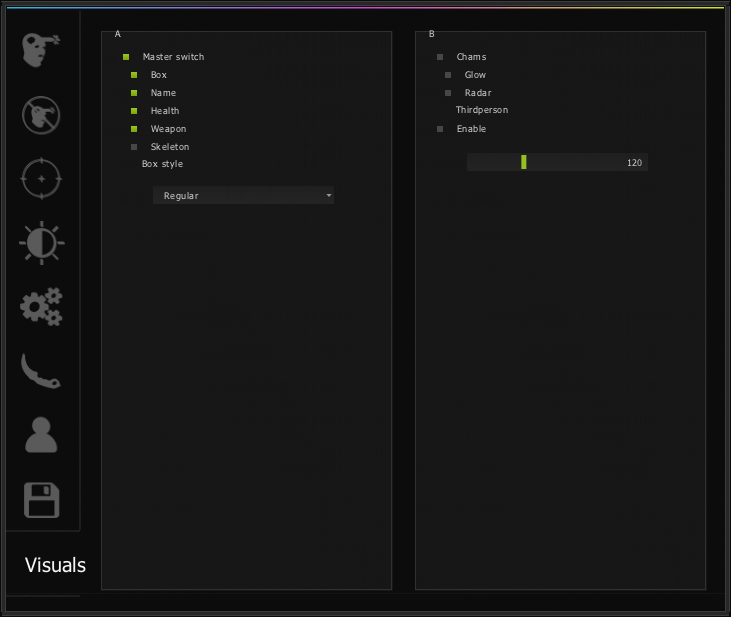 A
Master switch
Box
Name
Health
Weapon
Skeleton
Box style
Regular
B
Chams
Glow
Radar
Thirdperson
Enable
120
Visuals